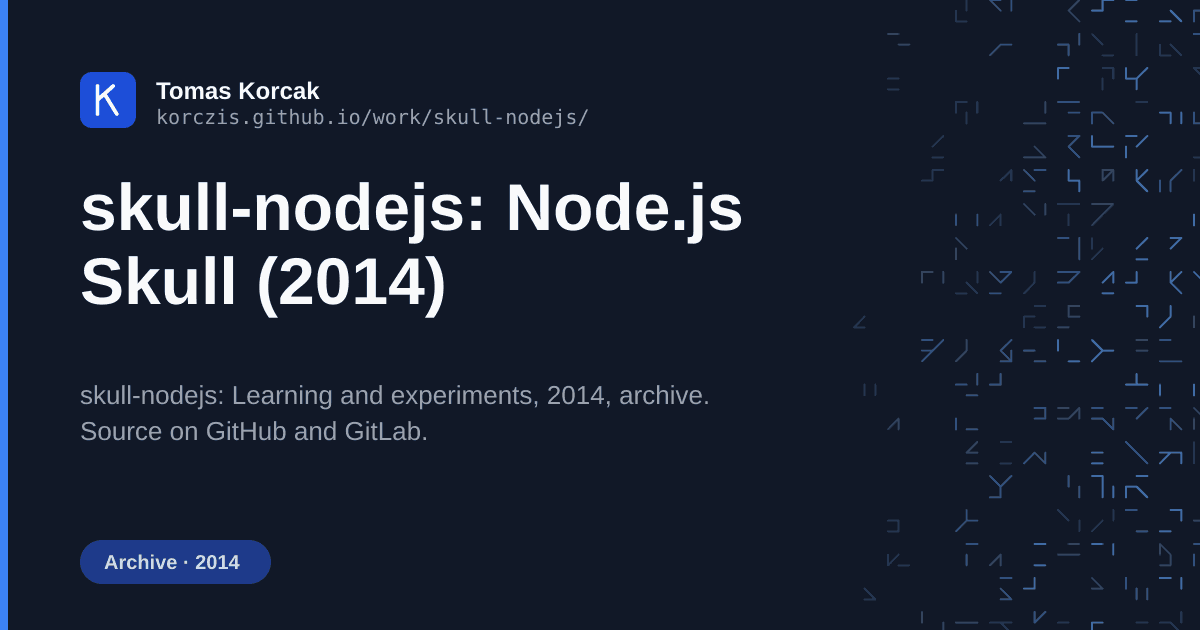 K
Tomas Korcak
korczis.github.io/work/skull-nodejs/
skull-nodejs: Node.js
Skull (2014)
skull-nodejs: Learning and experiments, 2014, archive.
Source on GitHub and GitLab.
Archive · 2014